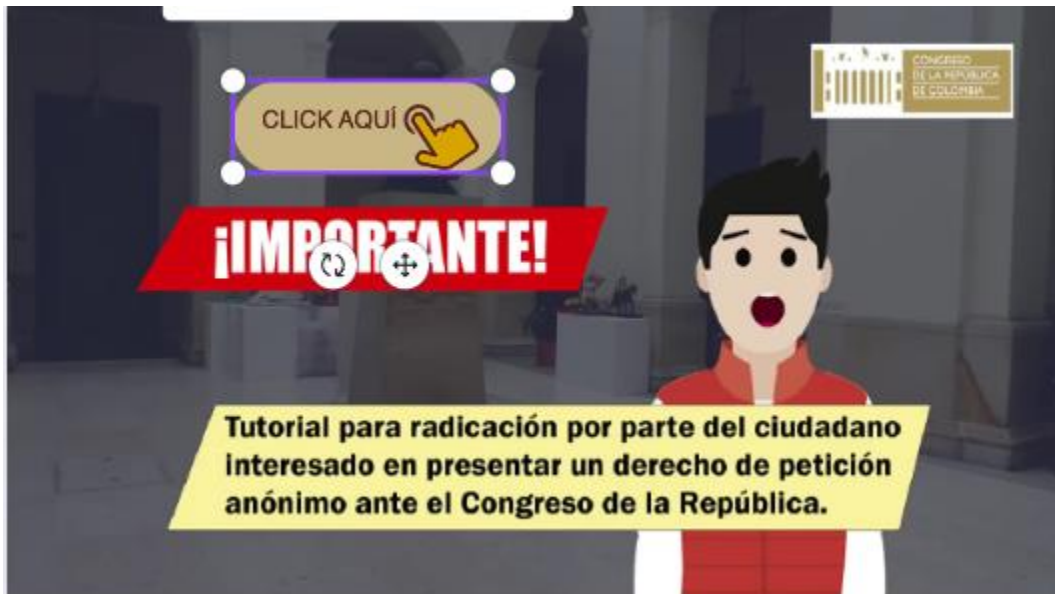 CONGRESO
DE LA REPÚBLICA
DE COLOMBIA
CLICK AQUÍ
¡IMPORTANTE!
Tutorial para radicación por parte del ciudadano
interesado en presentar un derecho de petición
anónimo ante el Congreso de la República.